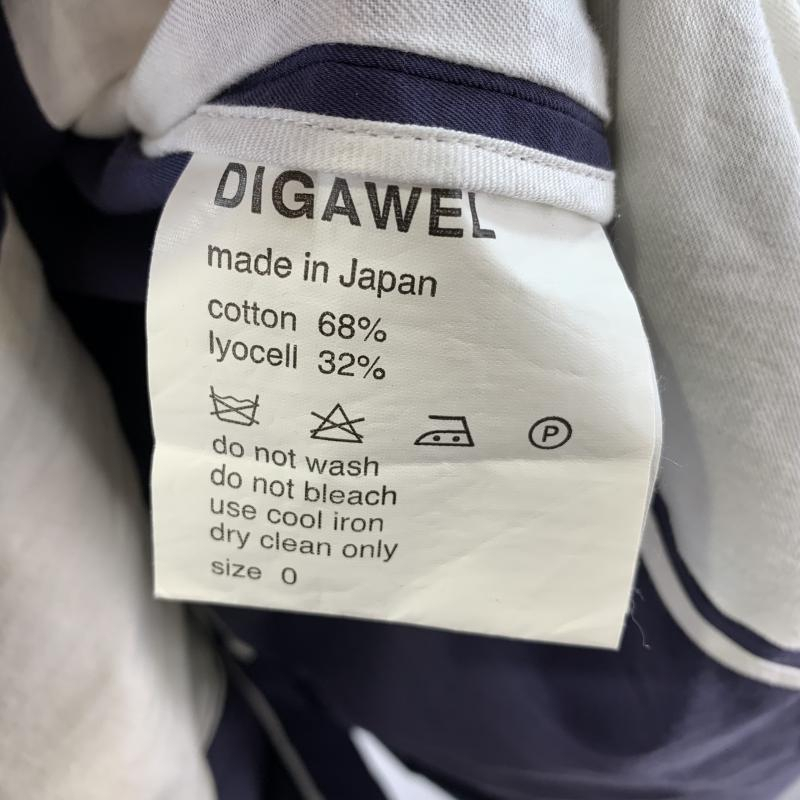 DIGAWEL
made in Japan
cotton 68%
lyocell 32%
P
do not wash
do not bleach
use cool iron
dry clean only
size 0